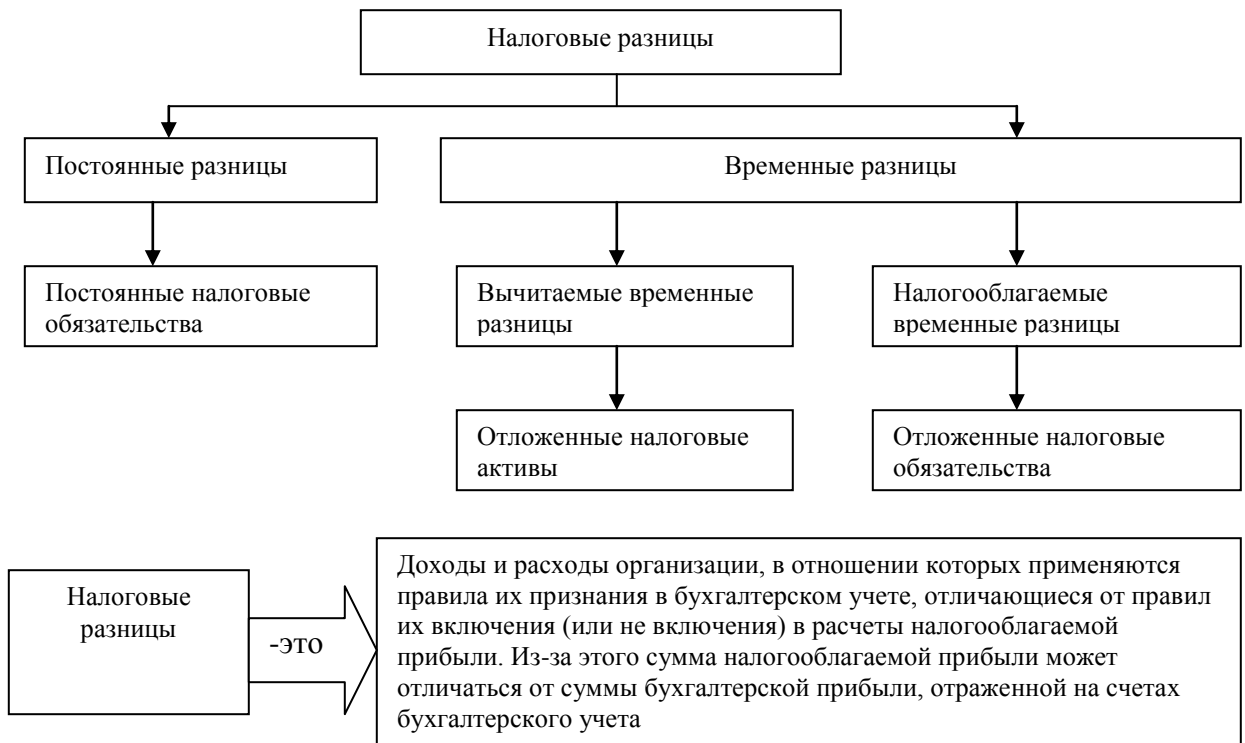 Налоговые разницы
Постоянные разницы
Временные разницы
Постоянные налоговые
обязательства
Вычитаемые временные
разницы
Налогооблагаемые
временные разницы
Отложенные налоговые
активы
Отложенные налоговые
обязательства
Налоговые
разницы
-это
Доходы и расходы организации, в отношении которых применяются
правила их признания в бухгалтерском учете, отличающиеся от правил
их включения (или не включения) в расчеты налогооблагаемой
прибыли. Из-за этого сумма налогооблагаемой прибыли может
отличаться от суммы бухгалтерской прибыли, отраженной на счетах
бухгалтерского учета